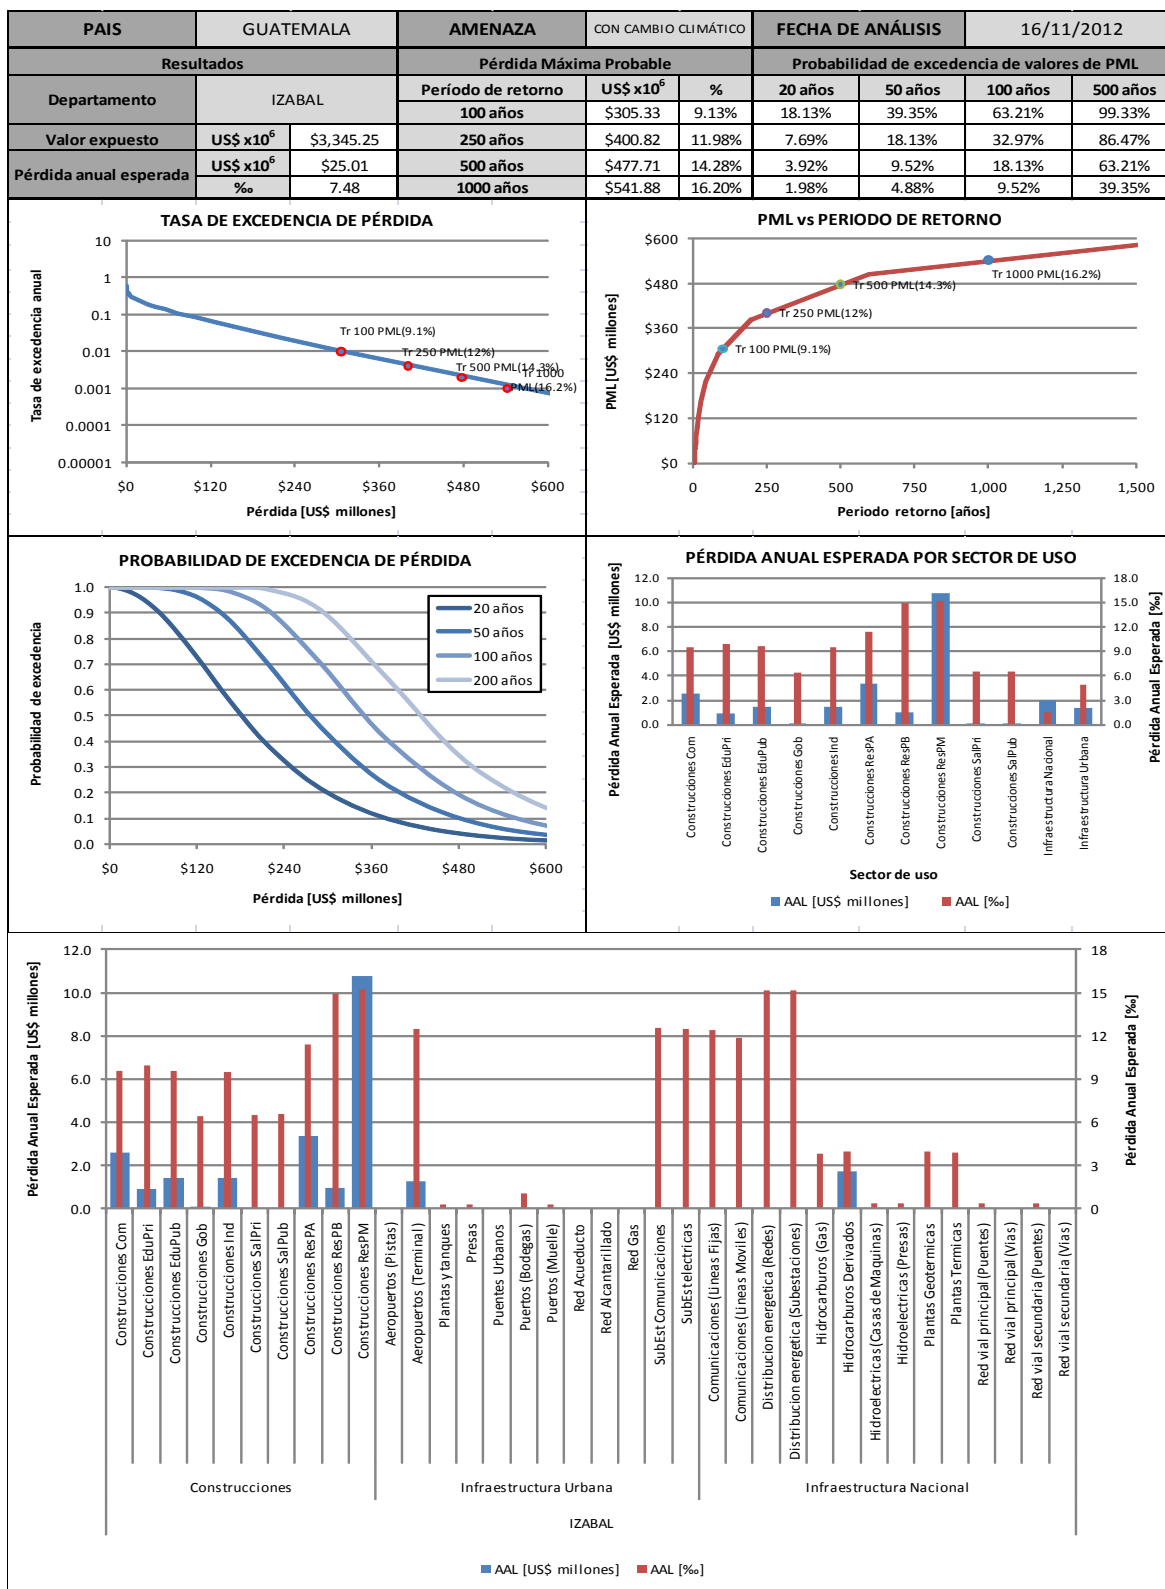 PAIS GUATEMALA AMENAZA CON CAMBIO CLIMÁTICO FECHA DE ANÁLISIS 16/11/2012
Resultados Pérdida Máxima Probable Probabilidad de excedencia de valores de PML
Departamento IZABAL Período de retorno US$ x10⁶ % 20 años 50 años 100 años 500 años
100 años $305.33 9.13% 18.13% 39.35% 63.21% 99.33%
Valor expuesto US$ x10⁶ $3,345.25 250 años $400.82 11.98% 7.69% 18.13% 32.97% 86.47%
Pérdida anual esperada US$ x10⁶ $25.01 500 años $477.71 14.28% 3.92% 9.52% 18.13% 63.21%
‰ 7.48 1000 años $541.88 16.20% 1.98% 4.88% 9.52% 39.35%
TASA DE EXCEDENCIA DE PÉRDIDA
Tasa de excedencia anual
10
1
0.1
0.01
0.001
0.0001
0.00001
Tr 100 PML(9.1%)
Tr 250 PML(12%)
Tr 500 PML(14.3%)
Tr 1000
PML(16.2%)
$0 $120 $240 $360 $480 $600
Pérdida [US$ millones]
PML vs PERIODO DE RETORNO
PML [US$ millones]
$600
$480
$360
$240
$120
$0
Tr 1000 PML(16.2%)
Tr 500 PML(14.3%)
Tr 250 PML(12%)
Tr 100 PML(9.1%)
0 250 500 750 1,000 1,250 1,500
Periodo retorno [años]
PROBABILIDAD DE EXCEDENCIA DE PÉRDIDA
Probabilidad de excedencia
1.0
0.9
0.8
0.7
0.6
0.5
0.4
0.3
0.2
0.1
0.0
20 años
50 años
100 años
200 años
$0 $120 $240 $360 $480 $600
Pérdida [US$ millones]
PÉRDIDA ANUAL ESPERADA POR SECTOR DE USO
Pérdida Anual Esperada [US$ millones]
12.0
10.0
8.0
6.0
4.0
2.0
0.0
18.0
15.0
12.0
9.0
6.0
3.0
0.0
Pérdida Anual Esperada [‰]
Construcciones Com
Construcciones EduPri
Construcciones EduPub
Construcciones Gob
Construcciones Ind
Construcciones ResPA
Construcciones ResPB
Construcciones ResPM
Construcciones SalPri
Construcciones SalPub
Infraestructura Nacional
Infraestructura Urbana
Sector de uso
AAL [US$ millones] AAL [‰]
Pérdida Anual Esperada [US$ millones]
12.0
10.0
8.0
6.0
4.0
2.0
0.0
18
15
12
9
6
3
0
Pérdida Anual Esperada [‰]
Construcciones Com
Construcciones EduPri
Construcciones EduPub
Construcciones Gob
Construcciones Ind
Construcciones SalPri
Construcciones SalPub
Construcciones ResPA
Construcciones ResPB
Construcciones ResPM
Aeropuertos (Pistas)
Aeropuertos (Terminal)
Plantas y tanques
Presas
Puentes Urbanos
Puertos (Bodegas)
Puertos (Muelle)
Red Acueducto
Red Alcantarillado
Red Gas
SubEst Comunicaciones
SubEst electricas
Comunicaciones (Lineas Fijas)
Comunicaciones (Lineas Moviles)
Distribucion energetica (Redes)
Distribucion energetica (Subestaciones)
Hidrocarburos (Gas)
Hidrocarburos Derivados
Hidroelectricas (Casas de Maquinas)
Hidroelectricas (Presas)
Plantas Geotermicas
Plantas Termicas
Red vial principal (Puentes)
Red vial principal (Vias)
Red vial secundaria (Puentes)
Red vial secundaria (Vias)
Construcciones Infraestructura Urbana Infraestructura Nacional
IZABAL
AAL [US$ millones] AAL [‰]